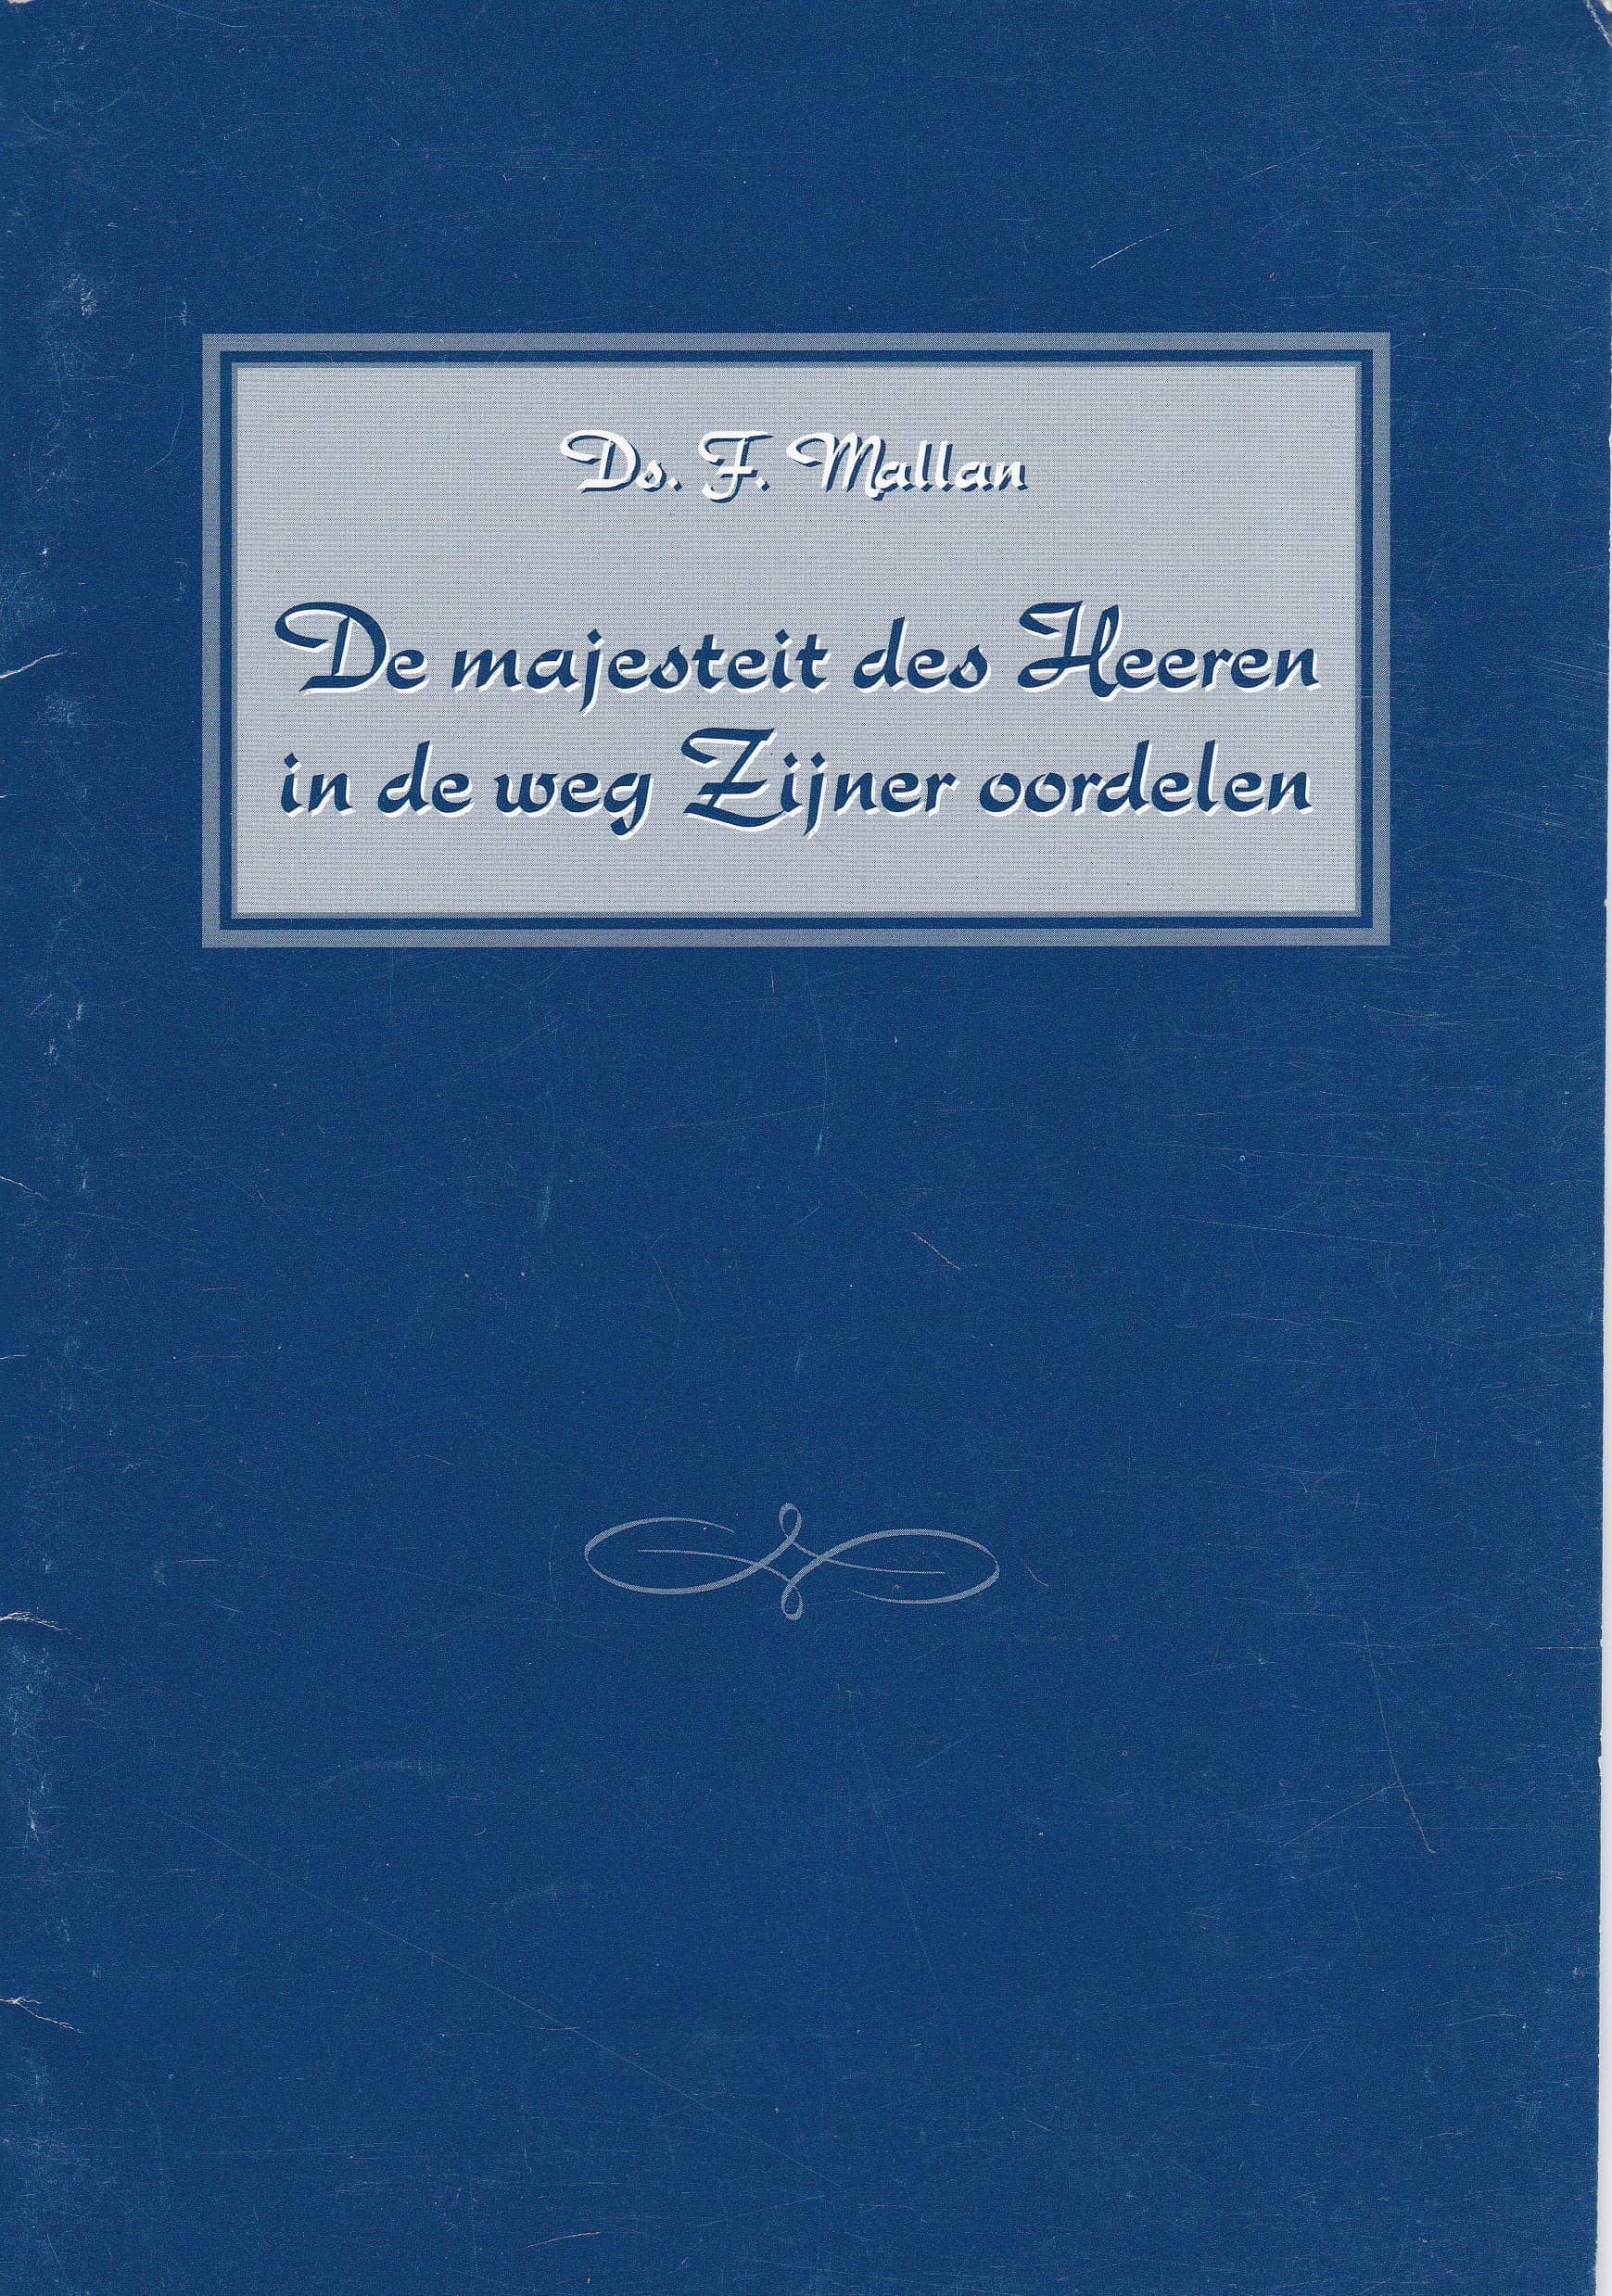 Ds. F. Mallan
De majesteit des Heeren
in de weg Zijner oordelen